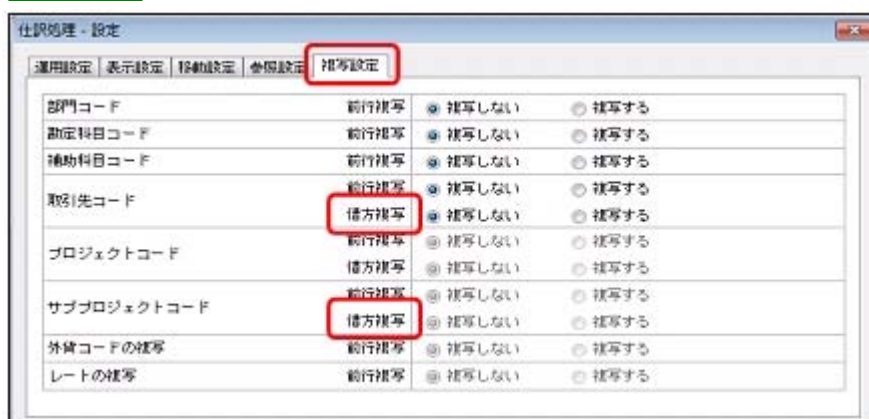 仕訳処理 - 設定
運用設定 表示設定 移動設定 参照設定 複写設定
部門コード 前行複写 複写しない 複写する
勘定科目コード 前行複写 複写しない 複写する
補助科目コード 前行複写 複写しない 複写する
取引先コード 前行複写 複写しない 複写する
借方複写 複写しない 複写する
プロジェクトコード 前行複写 複写しない 複写する
借方複写 複写しない 複写する
サブプロジェクトコード 前行複写 複写しない 複写する
借方複写 複写しない 複写する
外貨コードの複写 前行複写 複写しない 複写する
レートの複写 前行複写 複写しない 複写する